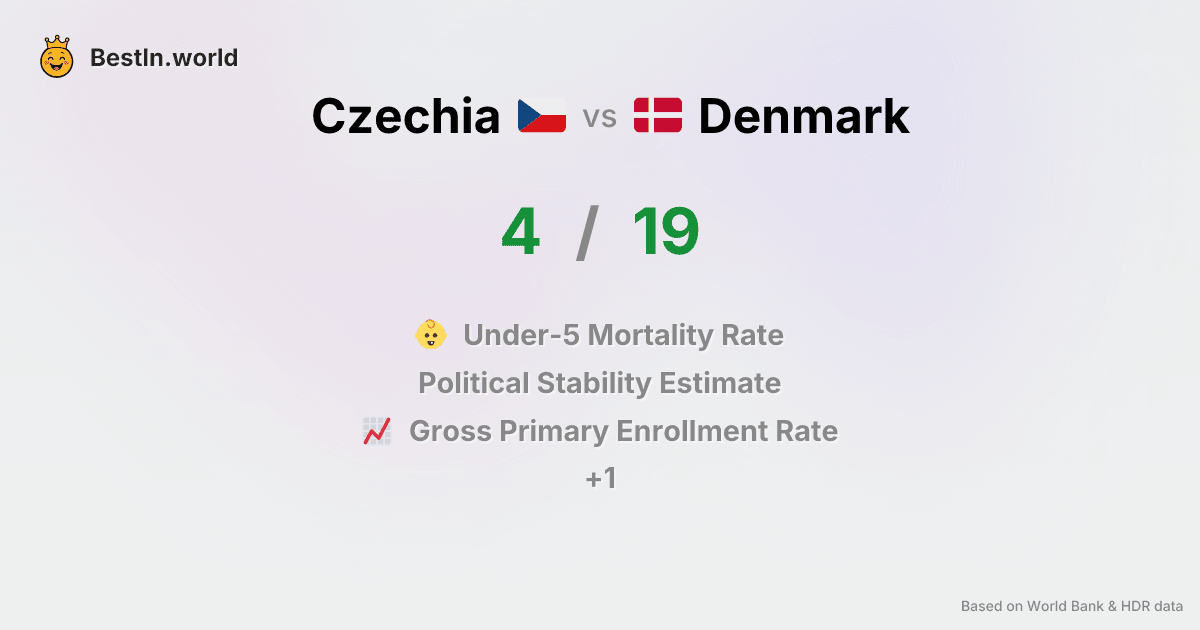 BestIn.world
Czechia vs Denmark
4 / 19
Under-5 Mortality Rate
Political Stability Estimate
Gross Primary Enrollment Rate
+1
Based on World Bank & HDR data